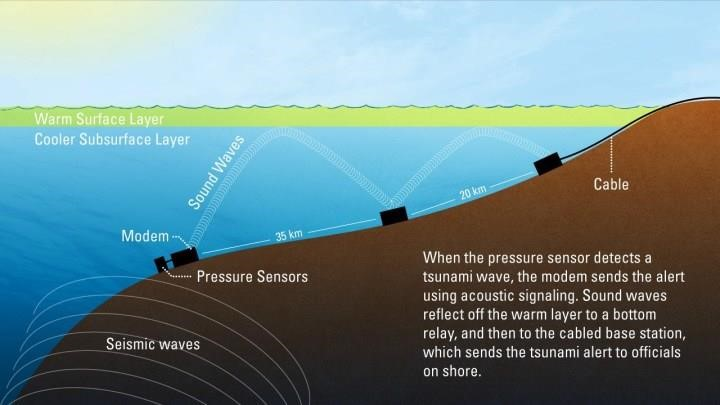 Warm Surface Layer
Cooler Subsurface Layer
Sound Waves
20 km
Cable
Modem
35 km
Pressure Sensors
Seismic waves
When the pressure sensor detects a
tsunami wave, the modem sends the alert
using acoustic signaling. Sound waves
reflect off the warm layer to a bottom
relay, and then to the cabled base station,
which sends the tsunami alert to officials
on shore.